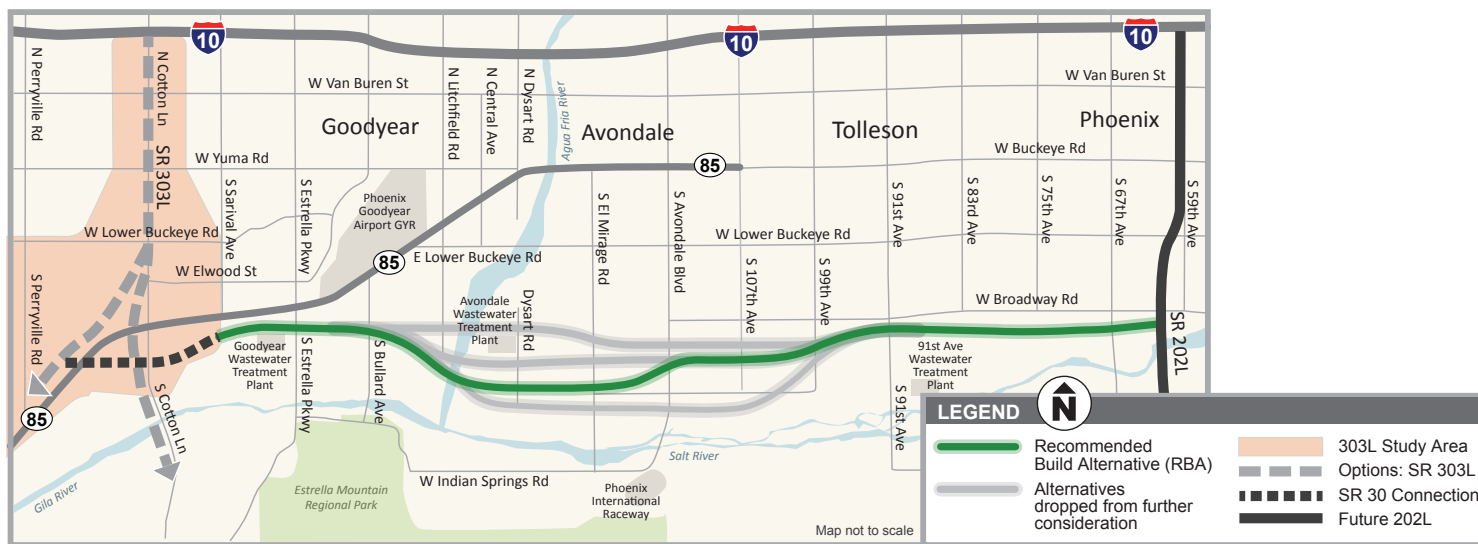 10
10
10
N Perryville Rd
N Cotton Ln
SR 303L
W Van Buren St
N Litchfield Rd
N Central Ave
N Dysart Rd
Agua Fria River
W Van Buren St
Goodyear
Avondale
Tolleson
Phoenix
W Yuma Rd
85
W Buckeye Rd
S Sarival Ave
S Estrella Pkwy
Phoenix
Goodyear
Airport GYR
S El Mirage Rd
S Avondale Blvd
S 91st Ave
S 83rd Ave
S 75th Ave
S 67th Ave
S 59th Ave
W Lower Buckeye Rd
W Lower Buckeye Rd
E Lower Buckeye Rd
85
W Elwood St
S Perryville Rd
Avondale
Wastewater
Treatment
Plant
Dysart Rd
S 107th Ave
S 99th Ave
W Broadway Rd
SR 202L
Goodyear
Wastewater
Treatment
Plant
S Estrella Pkwy
S Bullard Ave
91st Ave
Wastewater
Treatment
Plant
85
S Cotton Ln
S 91st Ave
Gila River
Salt River
W Indian Springs Rd
Estrella Mountain
Regional Park
Phoenix
International
Raceway
Map not to scale
LEGEND
N
Recommended
Build Alternative (RBA)
Alternatives
dropped from further
consideration
303L Study Area
Options: SR 303L
SR 30 Connection
Future 202L